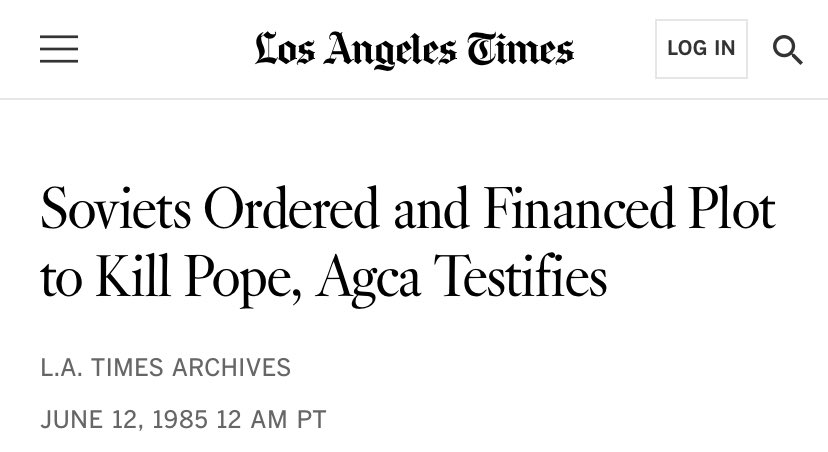 Los Angeles Times
LOG IN
Soviets Ordered and Financed Plot
to Kill Pope, Agca Testifies
L.A. TIMES ARCHIVES
JUNE 12, 1985 12 AM PT